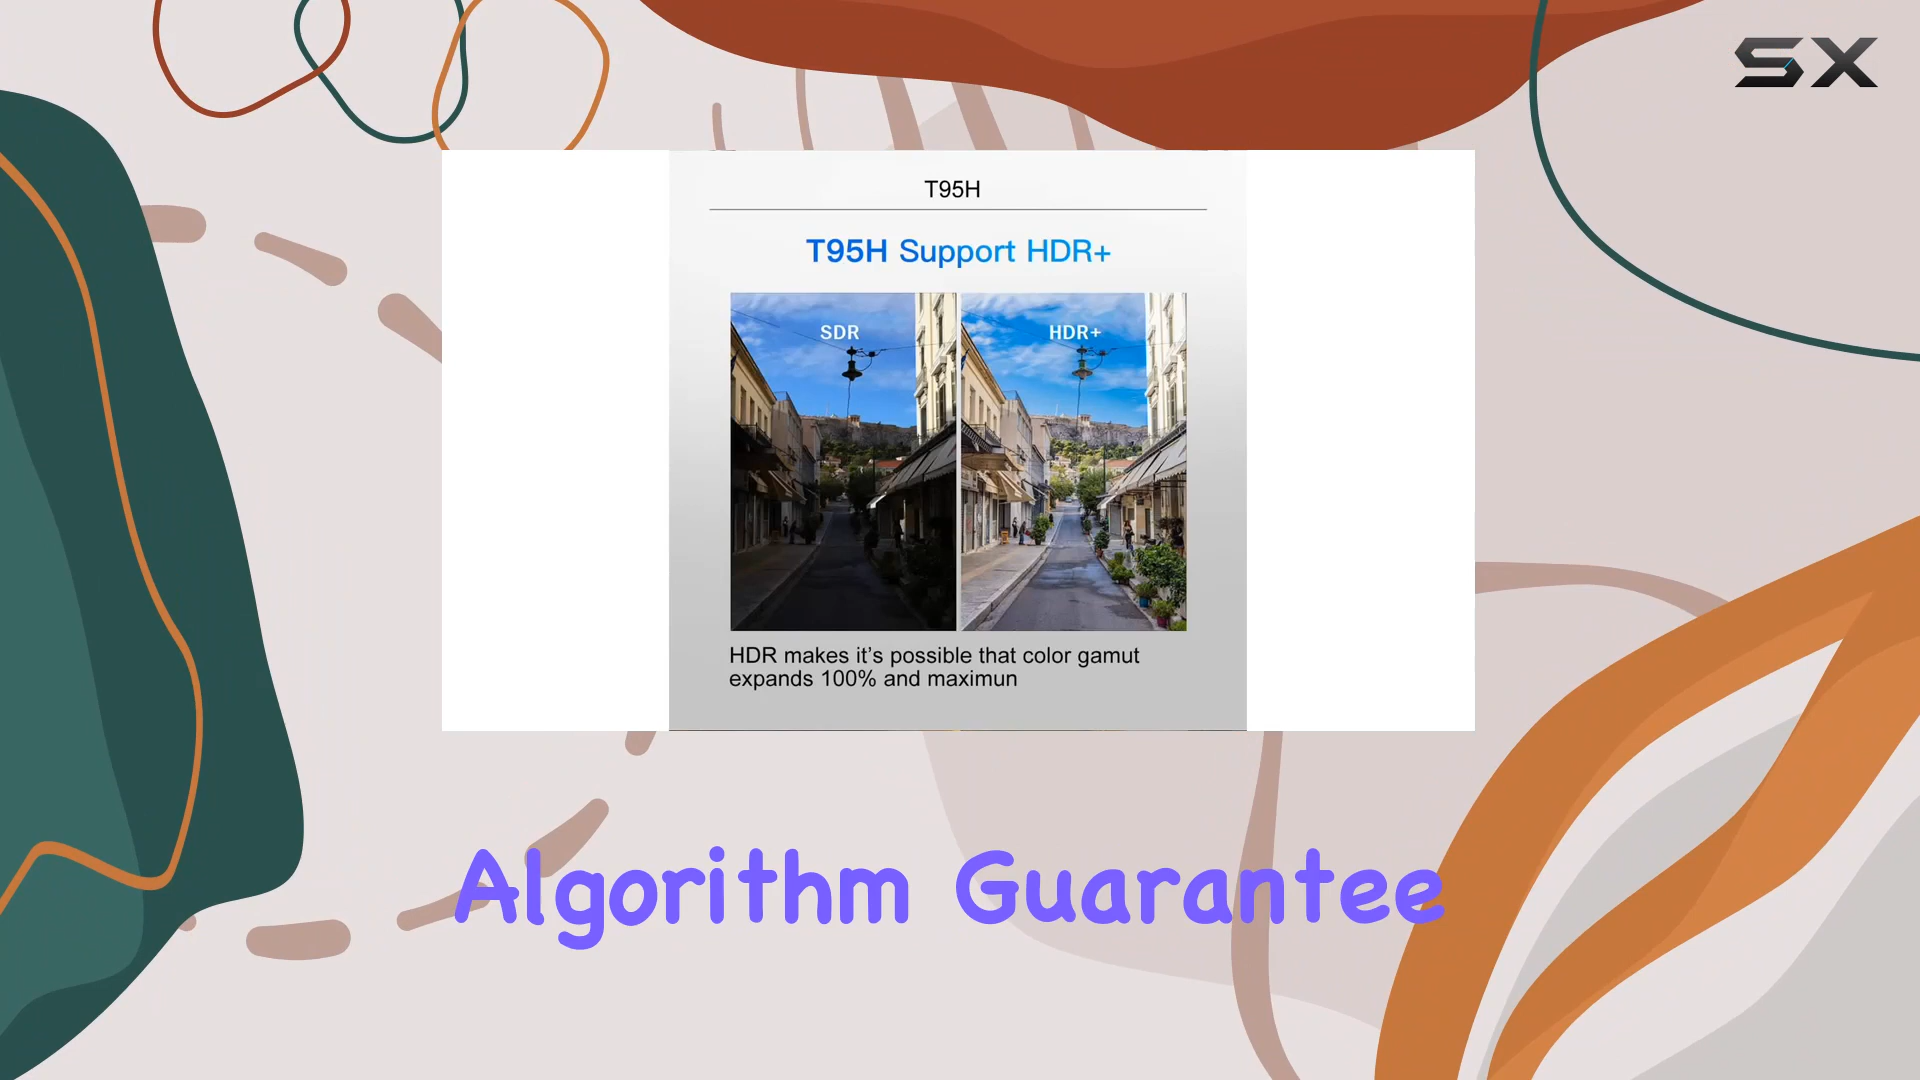 SX
T95H
T95H Support HDR+
SDR
HDR+
HDR makes it's possible that color gamut
expands 100% and maximun
Algorithm Guarantee